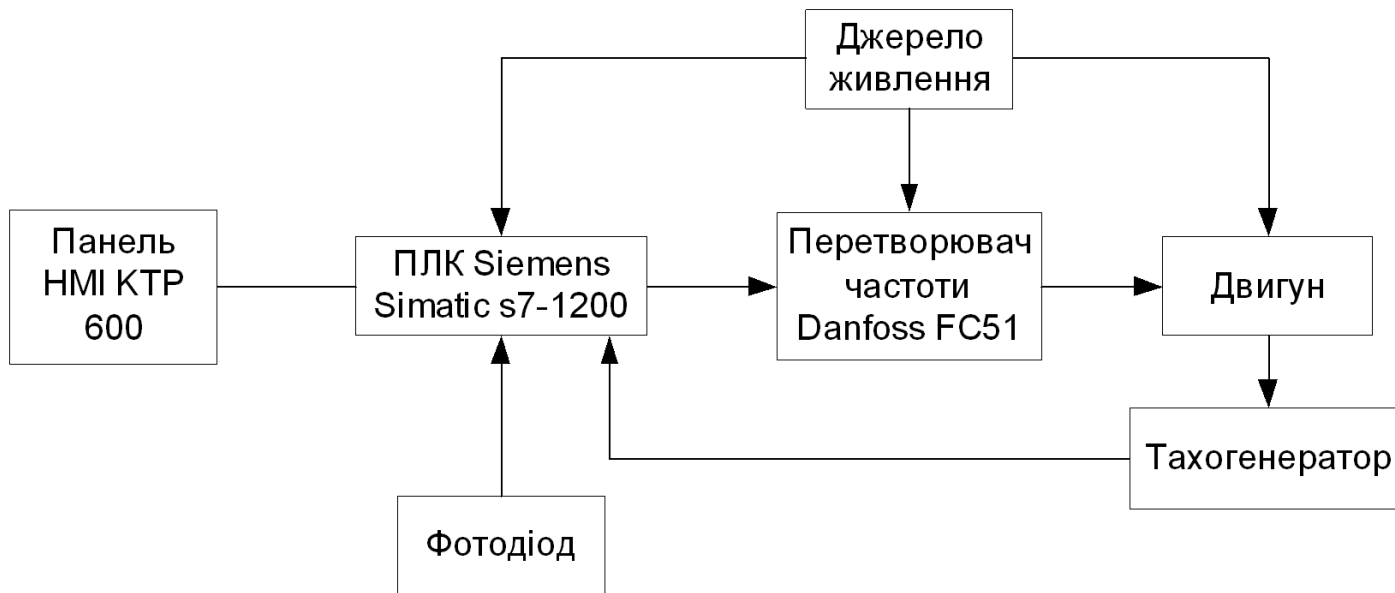 Джерело
живлення
Панель
HMI KTP
600
ПЛК Siemens
Simatic s7-1200
Перетворювач
частоти
Danfoss FC51
Двигун
Тахогенератор
Фотодіод